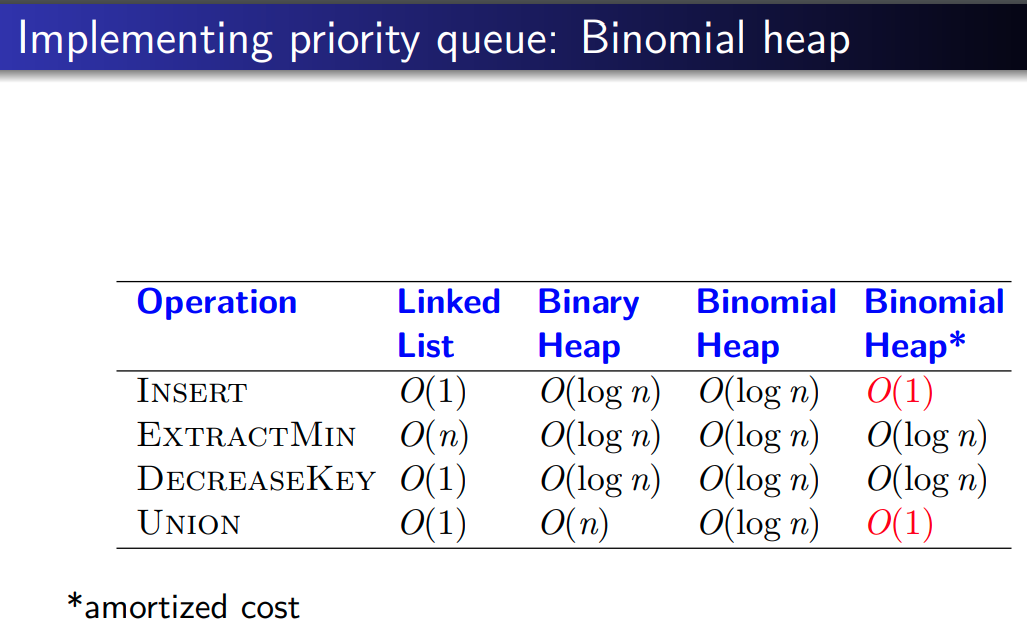 Implementing priority queue: Binomial heap
Operation Linked Binary Binomial Binomial
List Heap Heap Heap*
INSERT O(1) O(log n) O(log n) O(1)
EXTRACTMIN O(n) O(log n) O(log n) O(log n)
DECREASEKEY O(1) O(log n) O(log n) O(log n)
UNION O(1) O(n) O(log n) O(1)
*amortized cost